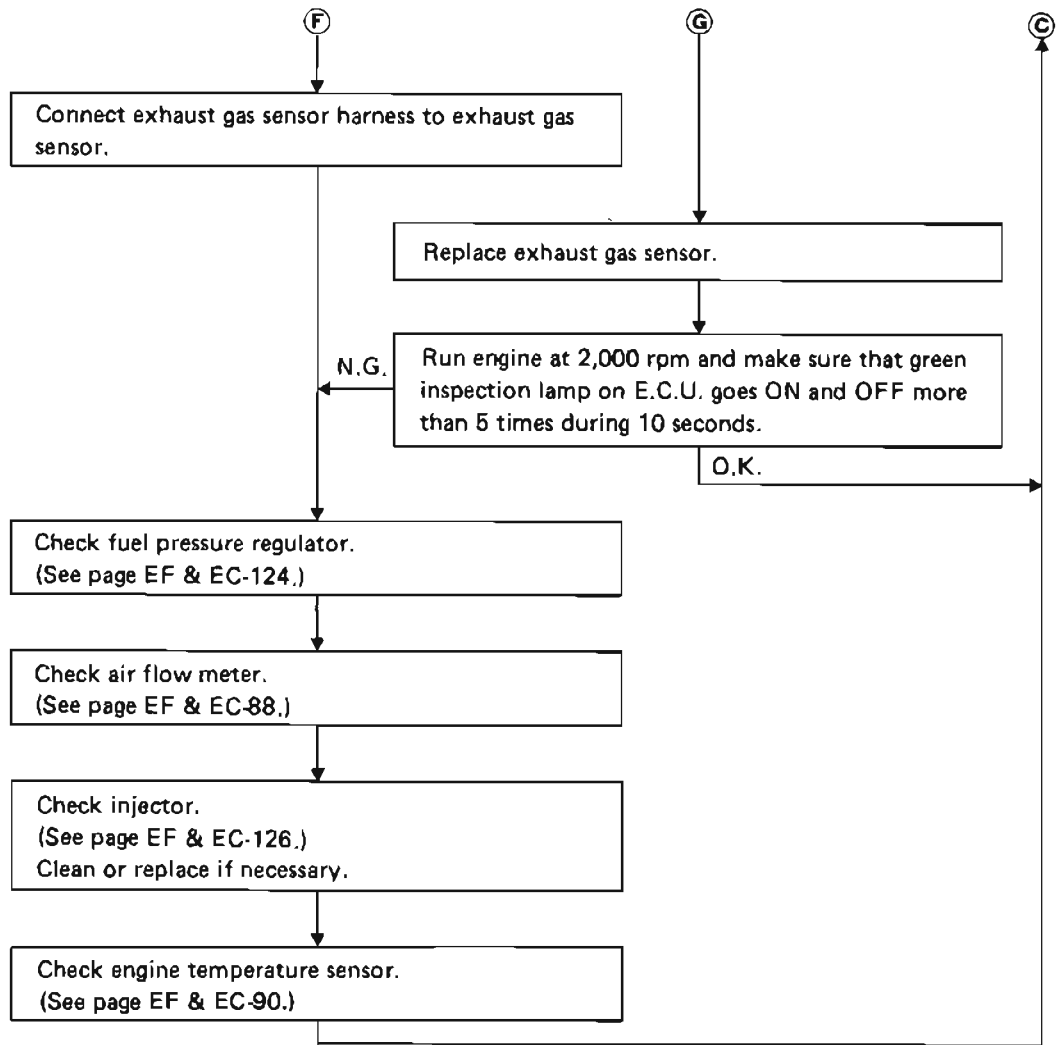 F
G
C
Connect exhaust gas sensor harness to exhaust gas
sensor.
Replace exhaust gas sensor.
N.G.
Run engine at 2,000 rpm and make sure that green
inspection lamp on E.C.U. goes ON and OFF more
than 5 times during 10 seconds.
O.K.
Check fuel pressure regulator.
(See page EF & EC-124.)
Check air flow meter.
(See page EF & EC-88.)
Check injector.
(See page EF & EC-126.)
Clean or replace if necessary.
Check engine temperature sensor.
(See page EF & EC-90.)